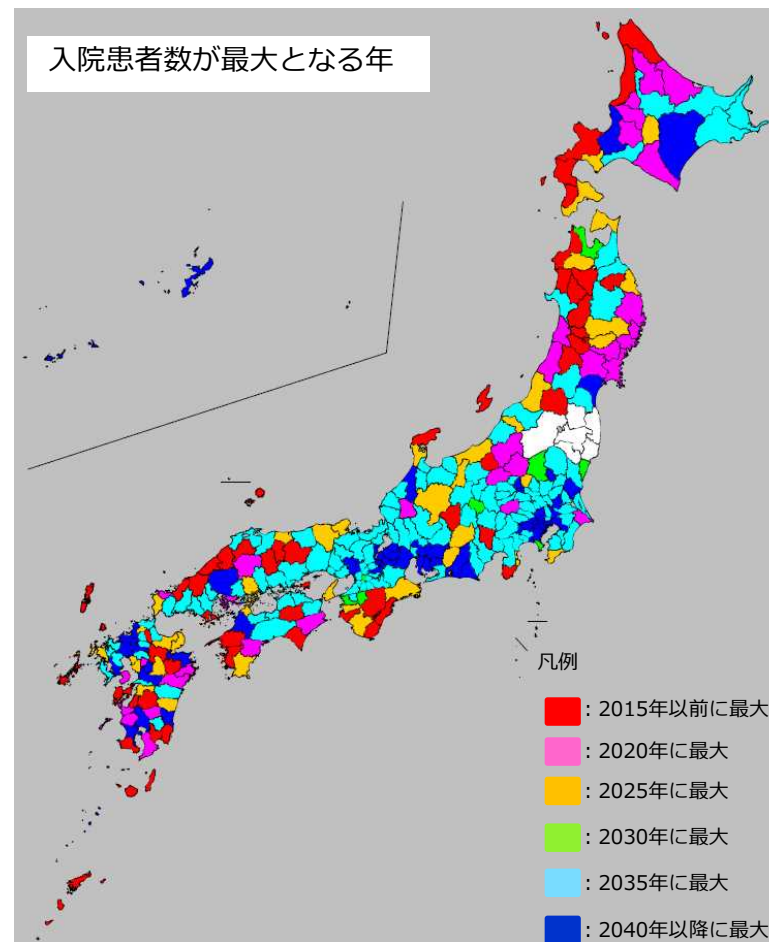 入院患者数が最大となる年
凡例
: 2015年以前に最大
: 2020年に最大
: 2025年に最大
: 2030年に最大
: 2035年に最大
: 2040年以降に最大